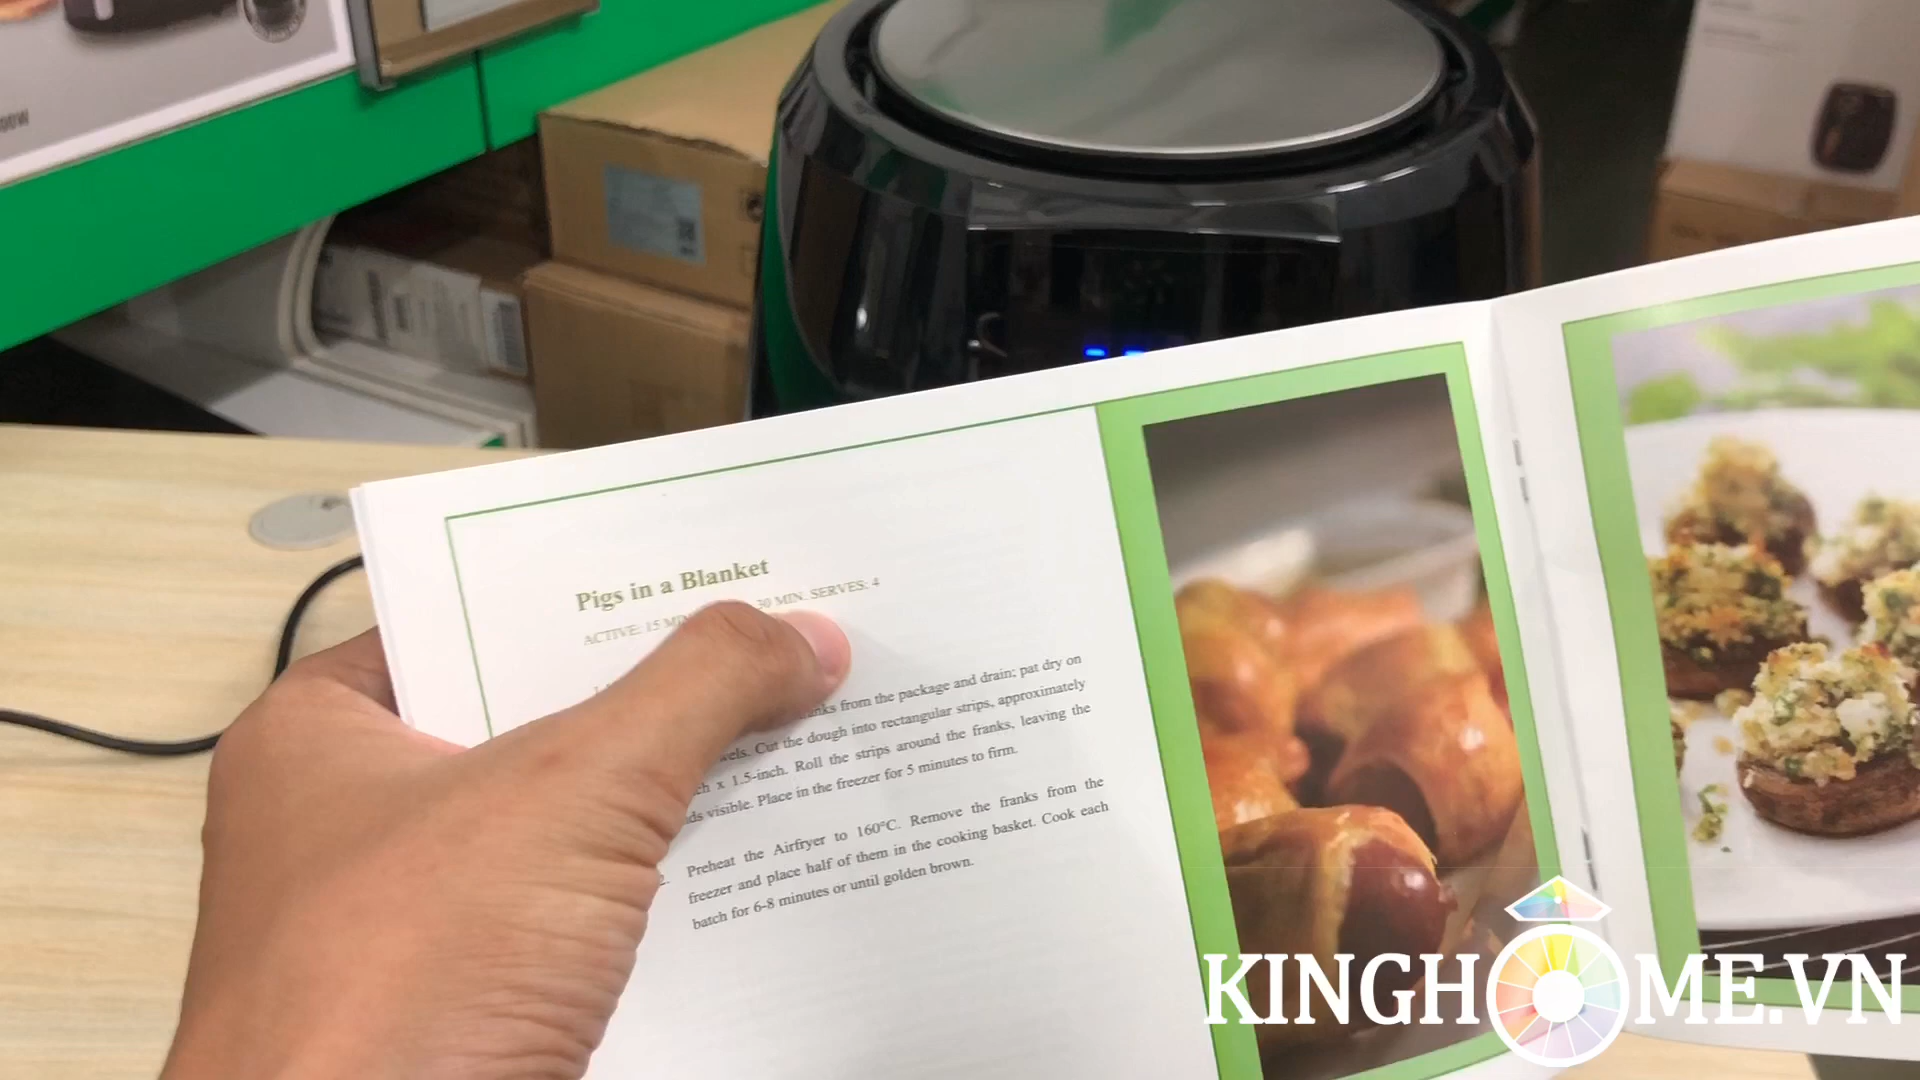 00W
Pigs in a Blanket
ACTIVE: 15 MIN 30 MIN. SERVES: 4
from the package and drain; pat dry on
Cut the dough into rectangular strips, approximately
x 1.5-inch. Roll the strips around the franks, leaving the
visible. Place in the freezer for 5 minutes to firm.
2. Preheat the Airfryer to 160°C. Remove the franks from the
freezer and place half of them in the cooking basket. Cook each
batch for 6-8 minutes or until golden brown.
KINGHOME.VN